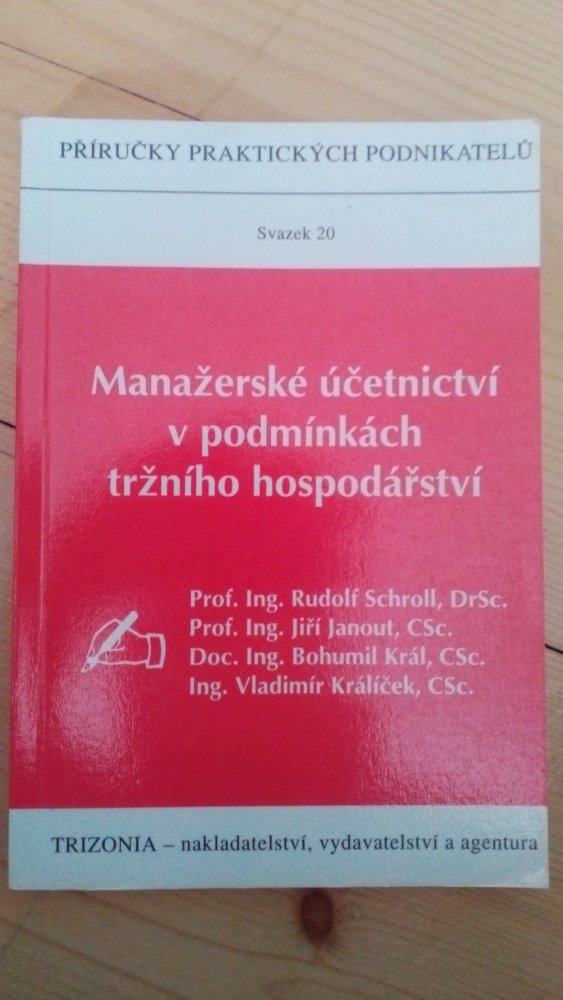 PŘÍRUČKY PRAKTICKÝCH PODNIKATELŮ
Svazek 20
Manažerské účetnictví
v podmínkách
tržního hospodářství
Prof. Ing. Rudolf Schroll, DrSc.
Prof. Ing. Jiří Janout, CSc.
Doc. Ing. Bohumil Král, CSc.
Ing. Vladimír Králíček, CSc.
TRIZONIA – nakladatelství, vydavatelství a agentura